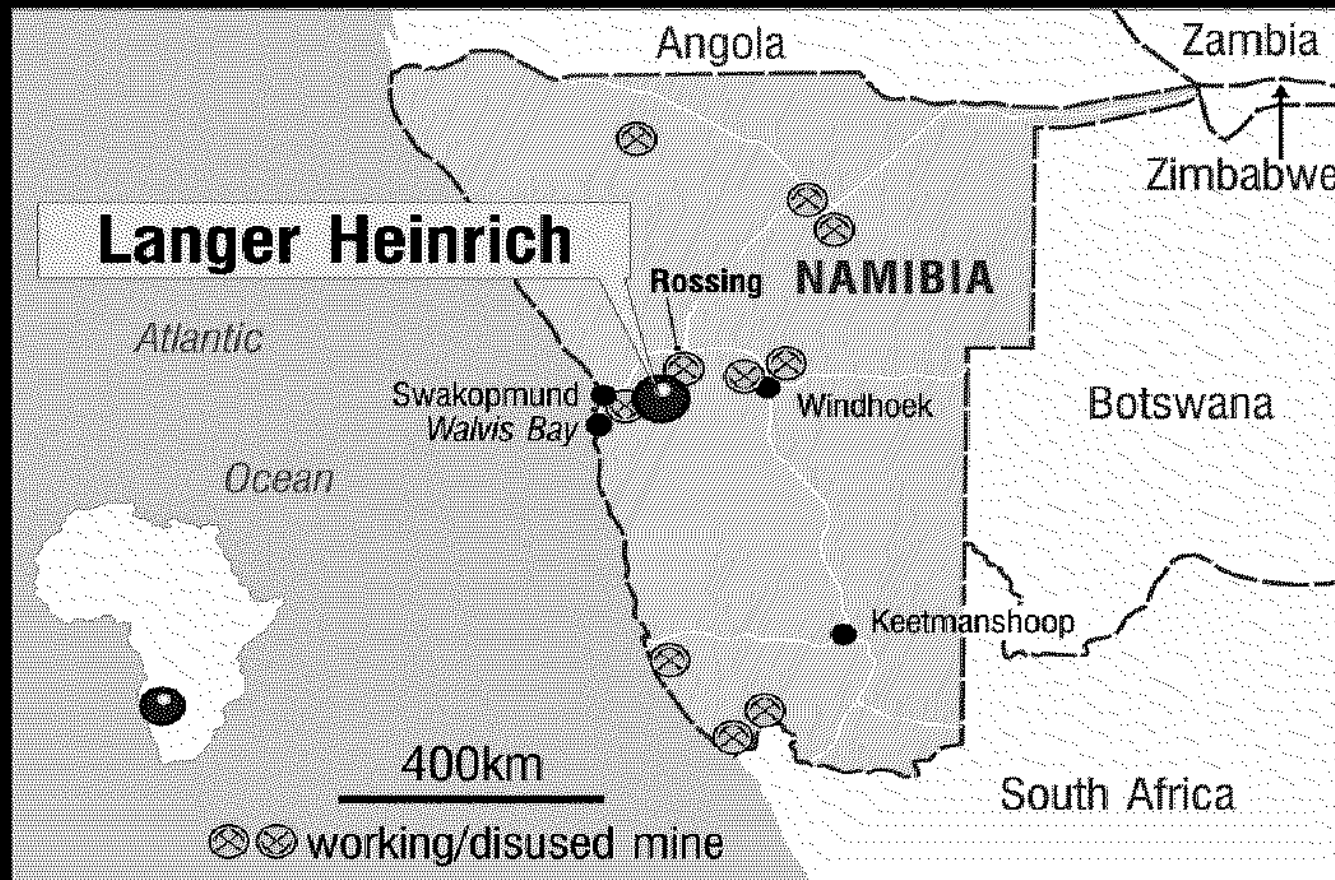 Angola
Zambia
Zimbabwe
Langer Heinrich
Rossing
NAMIBIA
Atlantic
Swakopmund
Windhoek
Botswana
Walvis Bay
Ocean
Keetmanshoop
400km
South Africa
working/disused mine